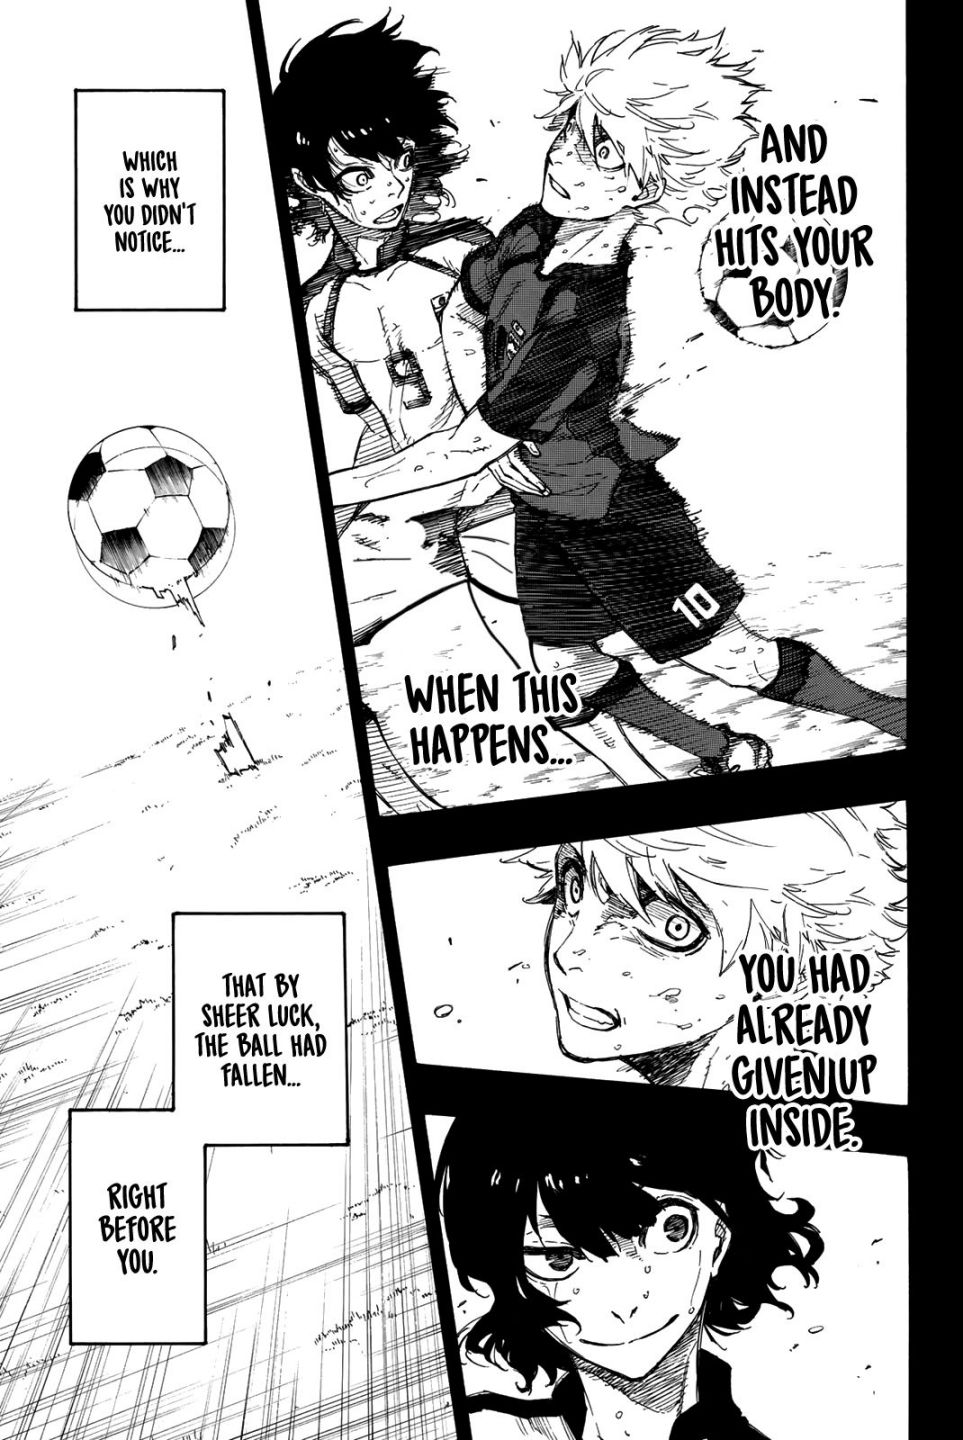 AND
INSTEAD
HITS YOUR
BODY.
9
10
WHEN THIS
HAPPENS...
YOU HAD
ALREADY
GIVEN UP
INSIDE.
WHICH
IS WHY
YOU DIDN'T
NOTICE...
THAT BY
SHEER LUCK,
THE BALL HAD
FALLEN...
RIGHT
BEFORE
YOU.